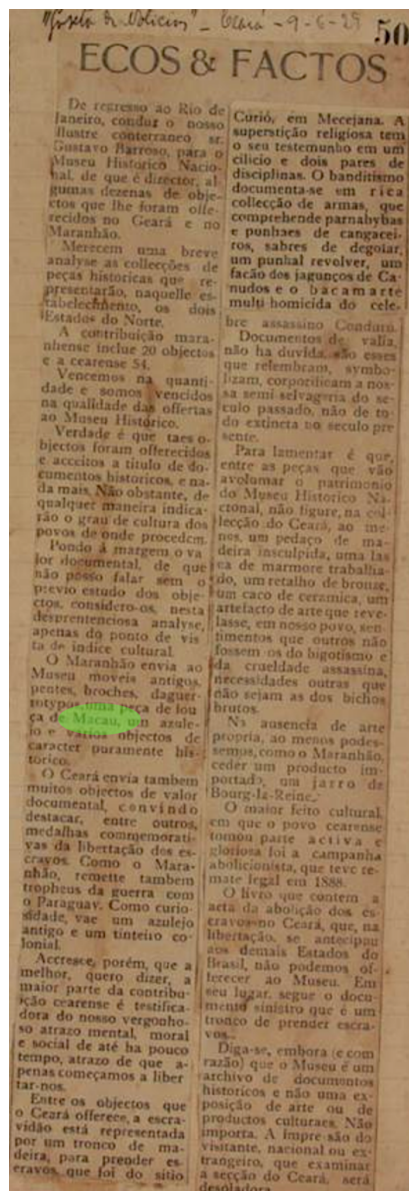 "Gazeta de Noticias" - Ceará - 9-6-29
50
ECOS & FACTOS
De regresso ao Rio de
Janeiro, conduz o nosso
illustre conterraneo sr.
Gustavo Barroso, para o
Museu Historico Nacio-
nal, de que é director, al
gumas dezenas de obje-
ctos que lhe foram offe-
recidos no Ceará e no
Maranhão.
Merecem uma breve
analyse as collecções de
peças historicas que re-
presentarão, naquelle es-
tabelecimento, os dois
Estados do Norte.
A contribuição mara-
nhense inclue 20 objectos
e a cearense 54.
Vencemos na quanti-
dade e somos vencidos
na qualidade das offertas
ao Museu Historico.
Verdade é que taes o-
bjectos foram offerecidos
e acceitos a titulo de do-
cumentos historicos, e na-
da mais. Não obstante, de
qualquer maneira indica-
rão o grau de cultura dos
povos de onde procedem.
Pondo á margem o va
lor documental, de que
não posso falar sem o
previo estudo dos obje-
ctos, considero-os, nesta
despretenciosa analyse,
apenas do ponto de vis
ta de indice cultural.
O Maranhão envia ao
Museu moveis antigos,
pentes, broches, daguer-
rotypos, uma peça de lou
ça de Macau, um azule-
jo e varios objectos de
caracter puramente his-
torico.
O Ceará envia tambem
muitos objectos de valor
documental, convindo
destacar, entre outros,
medalhas commemorati-
vas da libertação dos es-
cravos. Como o Mara-
nhão, remette tambem
tropheus da guerra com
o Paraguay. Como curio-
sidade, vae um azulejo
antigo e um tinteiro co-
lonial.
Accresce, porém, que a
melhor, quero dizer, a
maior parte da contribu-
ição cearense é testifica-
dora do nosso vergonho-
so atrazo mental, moral
e social de até ha pouco
tempo, atrazo de que a-
penas começamos a liber
tar-nos.
Entre os objectos que
o Ceará offerece, a escra-
vidão está representada
por um tronco de ma-
deira, para prender es-
cravos, que foi do sitio
Curió, em Mecejana. A
superstição religiosa tem
o seu testemunho em um
cilicio e dois pares de
disciplinas. O banditismo
documenta-se em rica
collecção de armas, que
comprehende parnahybas
e punhaes de cangacei-
ros, sabres de degolar,
um punhal revolver, um
facão dos jagunços de Ca-
nudos e o bacamarte
multi homicida do cele-
bre assassino Condurú.
Documentos de valia,
não ha duvida, são esses
que relembram, symbo-
lizam, corporificam a nos-
sa semi selvageria do se-
culo passado, não de to-
do extincta no seculo pre
sente.
Para lamentar é que,
entre as peças que vão
avolumar o patrimonio
do Museu Historico Na-
cional, não figure, na col-
lecção do Ceará, ao me-
nos, um pedaço de ma-
deira insculpida, uma las
ca de marmore trabalha-
do, um retalho de bronze,
um caco de ceramica, um
artefacto de arte que reve-
lasse, em nosso povo, sen-
timentos que outros não
fossem os do bigotismo e
da crueldade assassina,
necessidades outras que
não sejam as dos bichos
brutos.
Na ausencia de arte
propria, ao menos podes-
semos, como o Maranhão,
ceder um producto im-
portado, um jarro de
Bourg-la-Reine.
O maior feito cultural,
em que o povo cearense
tomou parte activa e
gloriosa foi a campanha
abolicionista, que teve re-
mate legal em 1888.
O livro que contem a
acta da abolição dos es-
cravos no Ceará, que, na
libertação, se antecipou
aos demais Estados do
Brasil, não podemos of-
ferecer ao Museu. Em
seu lugar, segue o docu-
mento sinistro que é um
tronco de prender escra-
vos..
Diga-se, embora (e com
razão) que o Museu é um
archivo de documentos
historicos e não uma ex-
posição de arte ou de
productos culturaes. Não
importa. A impressão do
visitante, nacional ou es-
trangeiro, que examinar
a secção do Ceará, será
desoladora